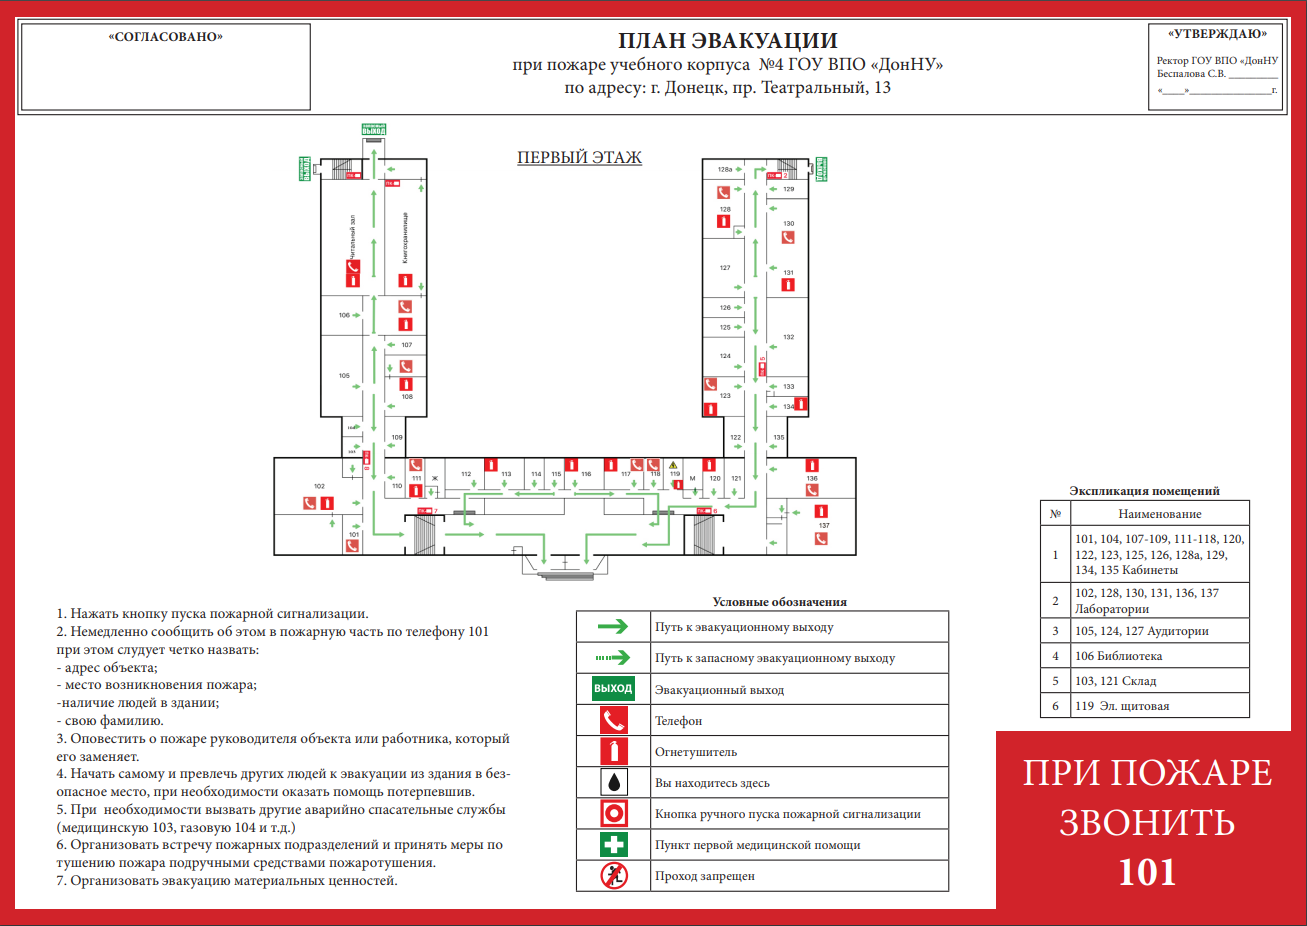 «СОГЛАСОВАНО»
ПЛАН ЭВАКУАЦИИ
при пожаре учебного корпуса №4 ГОУ ВПО «ДонНУ»
по адресу: г. Донецк, пр. Театральный, 13
«УТВЕРЖДАЮ»
Ректор ГОУ ВПО «ДонНУ
Беспалова С.В. _________
«____»_______________г.
ПЕРВЫЙ ЭТАЖ
ВЫХОД
Читальный зал
Книгохранилище
106
107
105
108
109
102
101
110
111
Ж
112
113
114
115
116
117
118
119
М
120
121
122
135
136
137
128а
129
128
130
131
127
126
125
132
124
133
123
134
2
5
6
7
6
1. Нажать кнопку пуска пожарной сигнализации.
2. Немедленно сообщить об этом в пожарную часть по телефону 101
при этом слудует четко назвать:
- адрес объекта;
- место возникновения пожара;
-наличие людей в здании;
- свою фамилию.
3. Оповестить о пожаре руководителя объекта или работника, который
его заменяет.
4. Начать самому и превлечь других людей к эвакуации из здания в без-
опасное место, при необходимости оказать помощь потерпевшив.
5. При необходимости вызвать другие аварийно спасательные службы
(медицинскую 103, газовую 104 и т.д.)
6. Организовать встречу пожарных подразделений и принять меры по
тушению пожара подручными средствами пожаротушения.
7. Организовать эвакуацию материальных ценностей.
Условные обозначения
Путь к эвакуационному выходу
Путь к запасному эвакуационному выходу
ВЫХОД Эвакуационный выход
Телефон
Огнетушитель
Вы находитесь здесь
Кнопка ручного пуска пожарной сигнализации
Пункт первой медицинской помощи
Проход запрещен
Экспликация помещений
№ Наименование
1 101, 104, 107-109, 111-118, 120,
122, 123, 125, 126, 128а, 129,
134, 135 Кабинеты
2 102, 128, 130, 131, 136, 137
Лаборатории
3 105, 124, 127 Аудитории
4 106 Библиотека
5 103, 121 Склад
6 119 Эл. щитовая
ПРИ ПОЖАРЕ
ЗВОНИТЬ
101